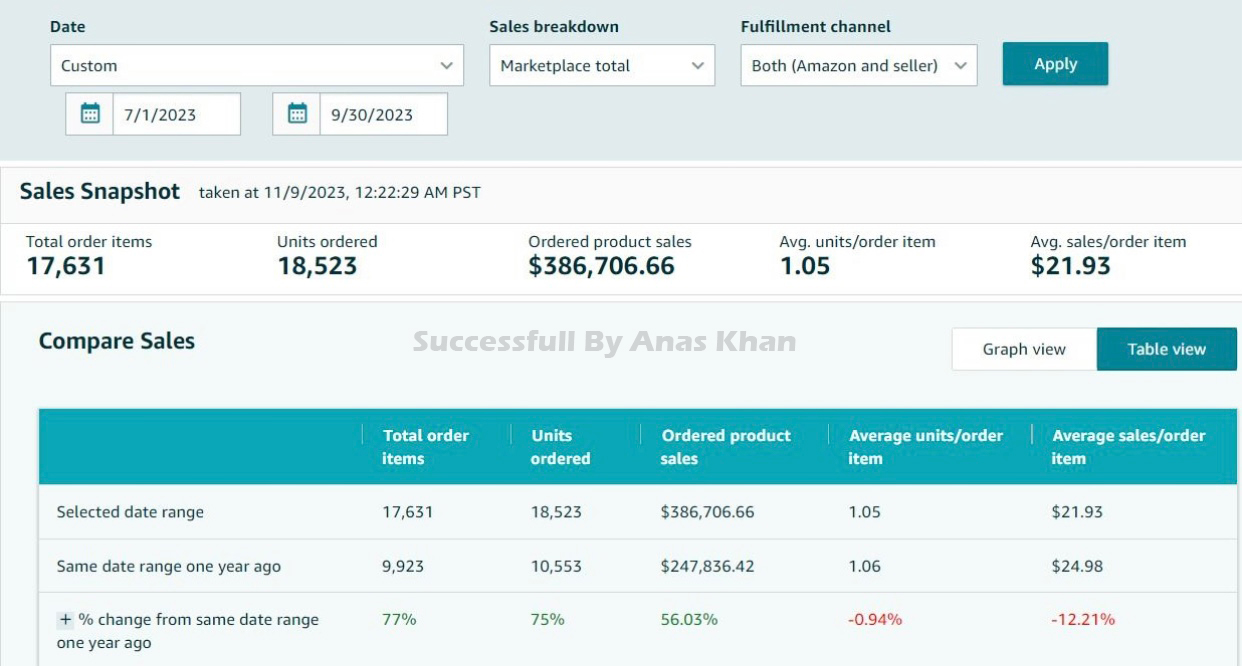 Date
Sales breakdown
Fulfillment channel
Custom
Marketplace total
Both (Amazon and seller)
Apply
7/1/2023
9/30/2023
Sales Snapshot taken at 11/9/2023, 12:22:29 AM PST
Total order items
Units ordered
Ordered product sales
Avg. units/order item
Avg. sales/order item
17,631
18,523
$386,706.66
1.05
$21.93
Compare Sales
Successfull By Anas Khan
Graph view
Table view
Total order
items
Units
ordered
Ordered product
sales
Average units/order
item
Average sales/order
item
Selected date range 17,631 18,523 $386,706.66 1.05 $21.93
Same date range one year ago 9,923 10,553 $247,836.42 1.06 $24.98
+ % change from same date range 77% 75% 56.03% -0.94% -12.21%
one year ago